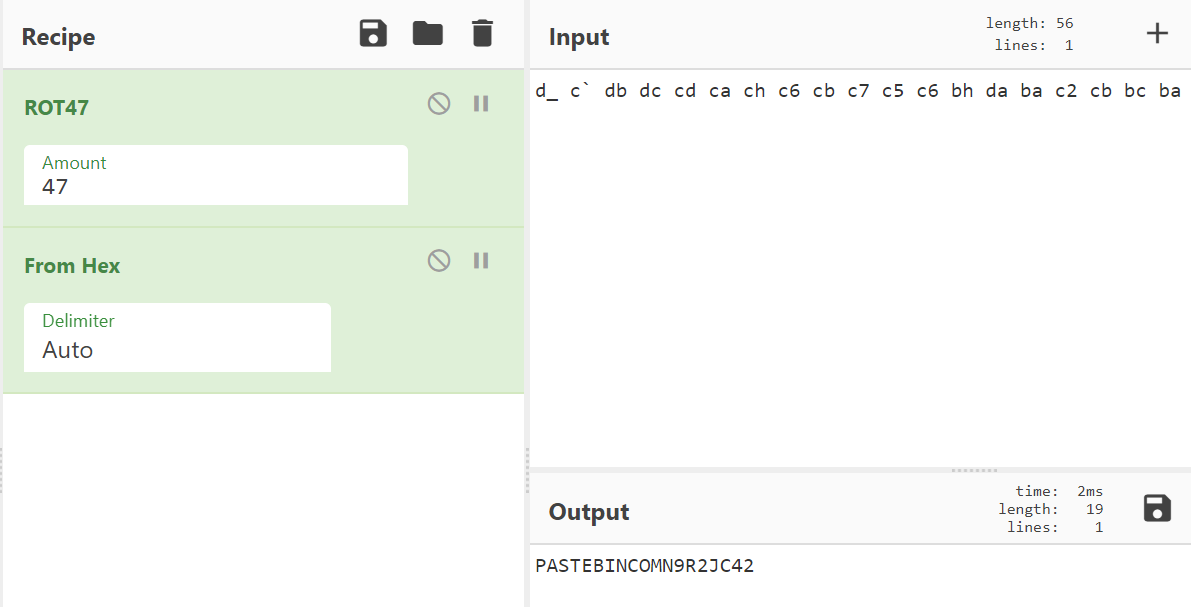 Recipe
ROT47
Amount
47
From Hex
Delimiter
Auto
Input
length: 56
lines: 1
d_ c` db dc cd ca ch c6 cb c7 c5 c6 bh da ba c2 cb bc ba
Output
time: 2ms
length: 19
lines: 1
PASTEBINCOMN9R2JC42